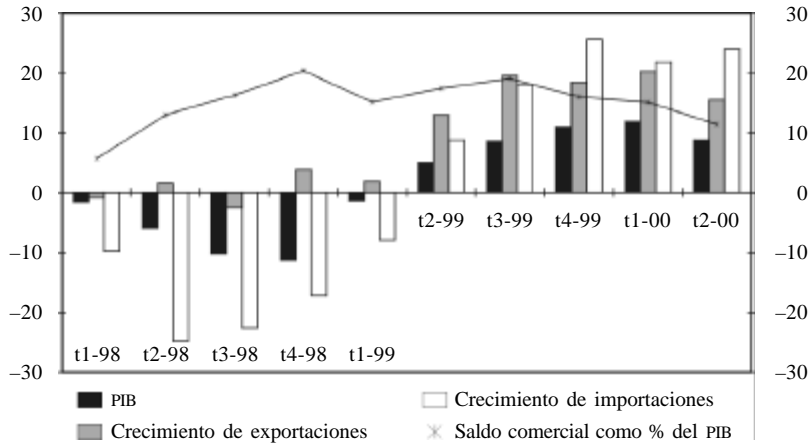 30 30
20 20
10 10
0 0
t2-99 t3-99 t4-99 t1-00 t2-00
–10 –10
–20 –20
t1-98 t2-98 t3-98 t4-98 t1-99
–30 –30
PIB Crecimiento de importaciones
Crecimiento de exportaciones Saldo comercial como % del PIB